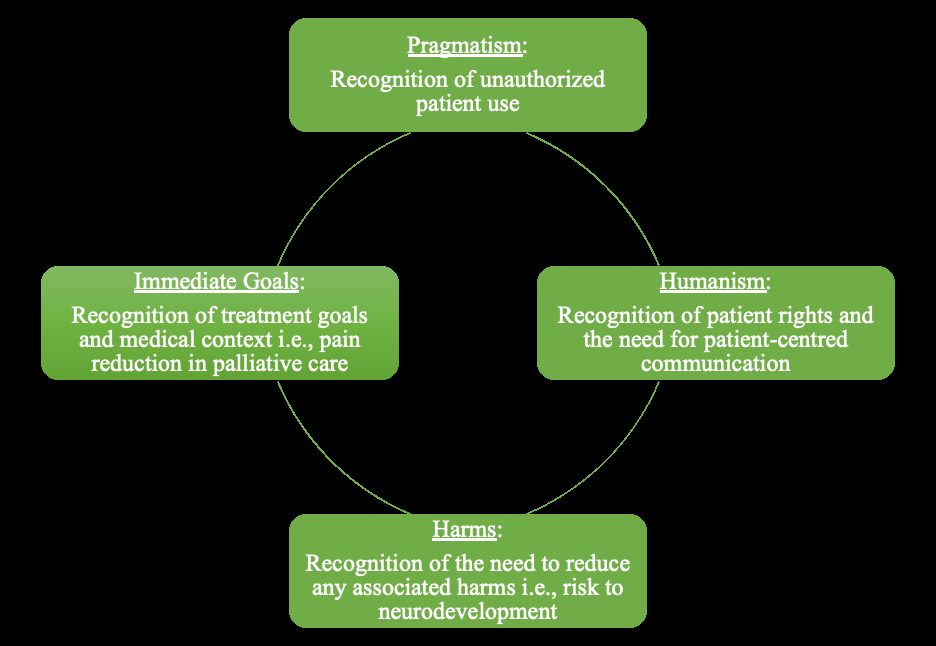 Pragmatism:
Recognition of unauthorized
patient use
Immediate Goals:
Recognition of treatment goals
and medical context i.e., pain
reduction in palliative care
Humanism:
Recognition of patient rights and
the need for patient-centred
communication
Harms:
Recognition of the need to reduce
any associated harms i.e., risk to
neurodevelopment